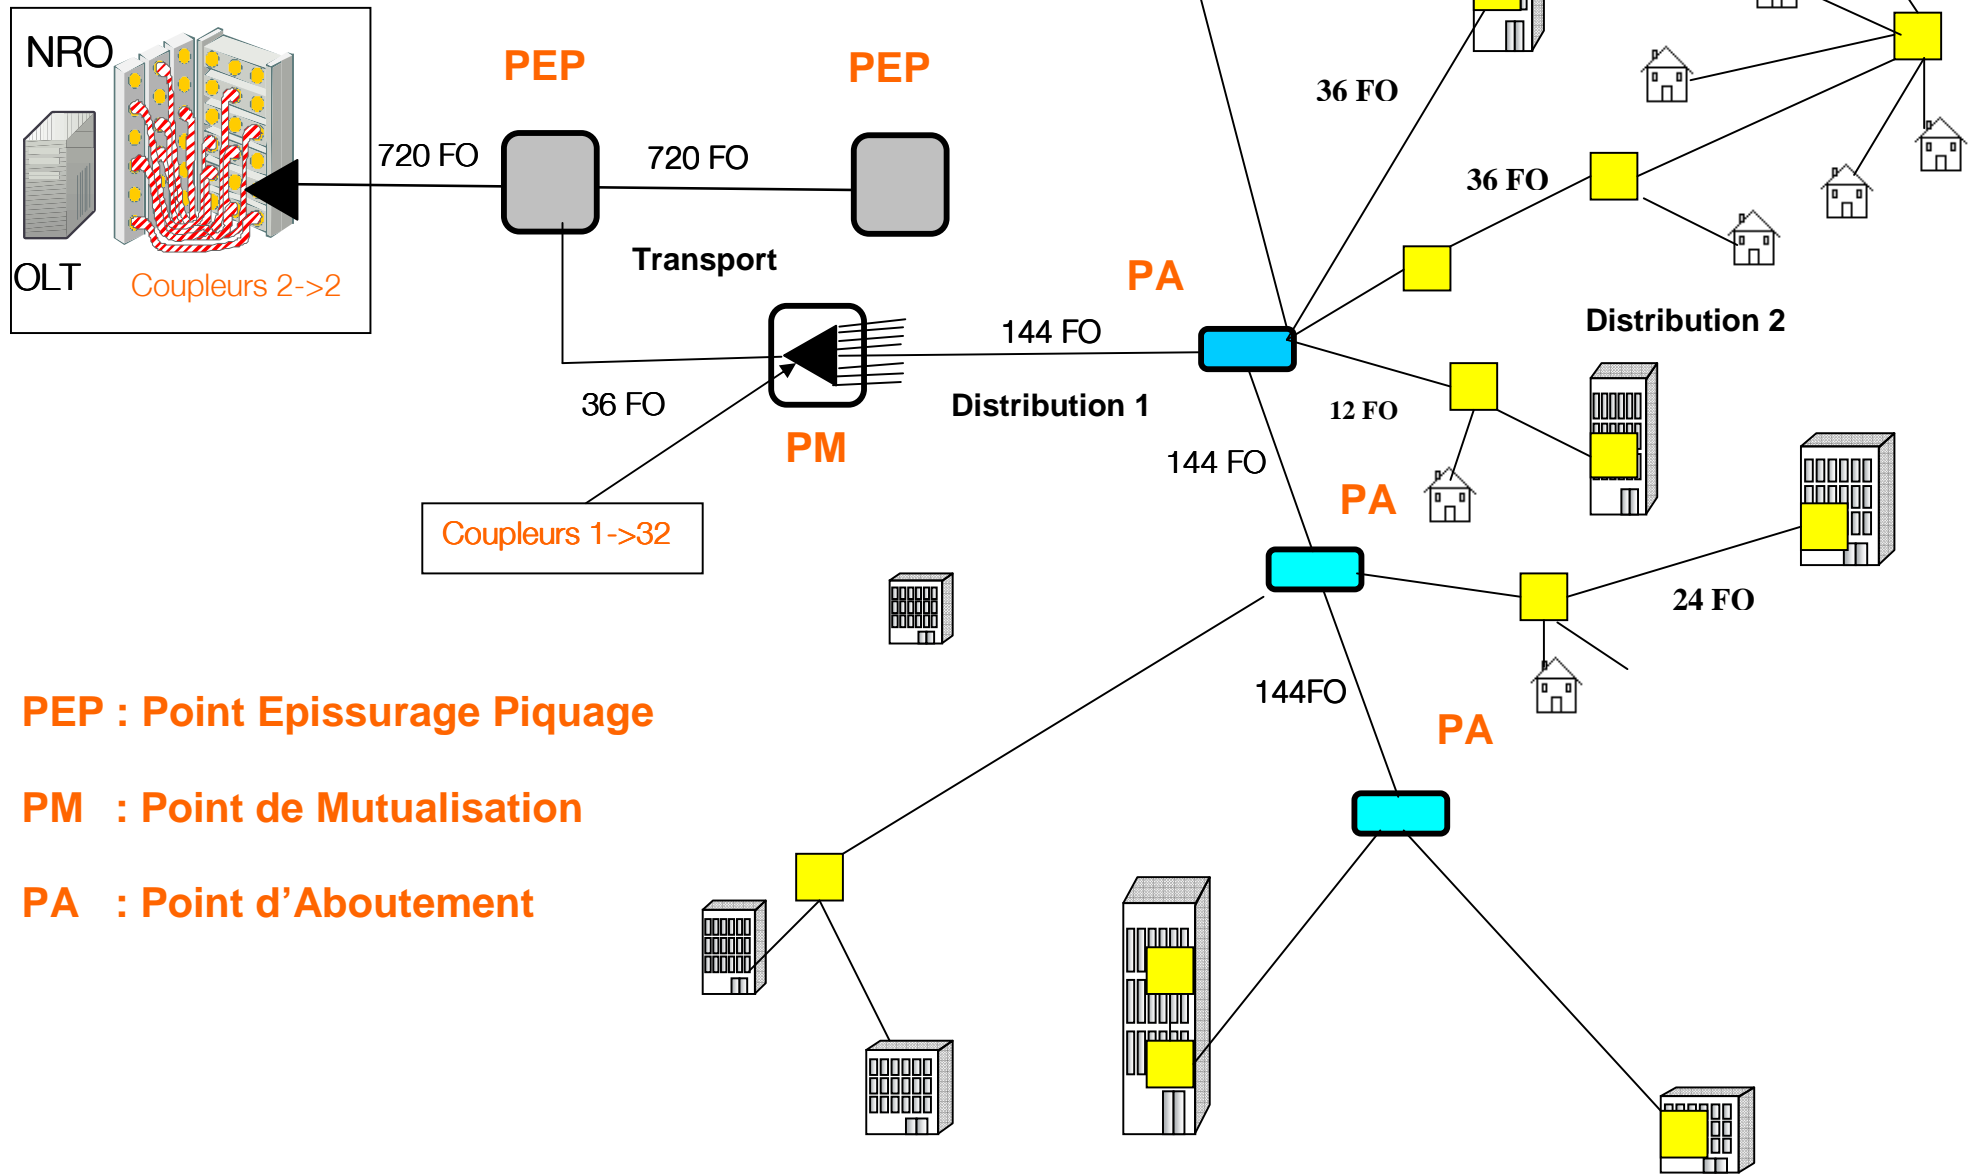 NRO
PEP
PEP
36 FO
720 FO
720 FO
36 FO
OLT
Coupleurs 2->2
Transport
PA
Distribution 2
144 FO
36 FO
Distribution 1
12 FO
PM
144 FO
PA
Coupleurs 1->32
24 FO
PEP : Point Epissurage Piquage
144FO
PA
PM : Point de Mutualisation
PA : Point d’Aboutement